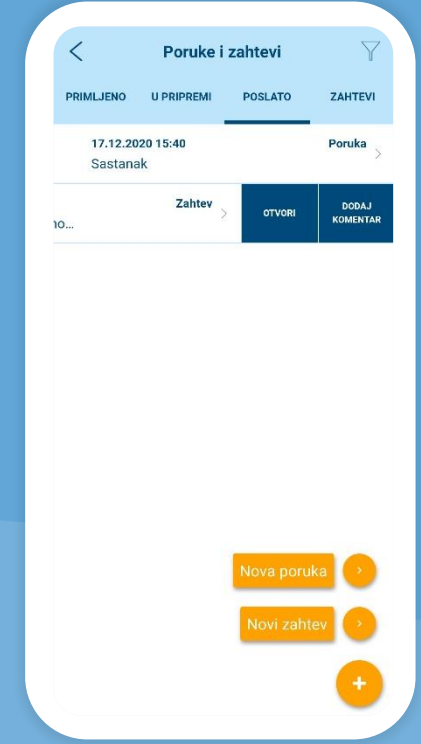 Poruke i zahtevi
PRIMLJENO U PRIPREMI POSLATO ZAHTEVI
17.12.2020 15:40 Poruka
Sastanak
Zahtev
no...
OTVORI
DODAJ
KOMENTAR
Nova poruka
Novi zahtev
+